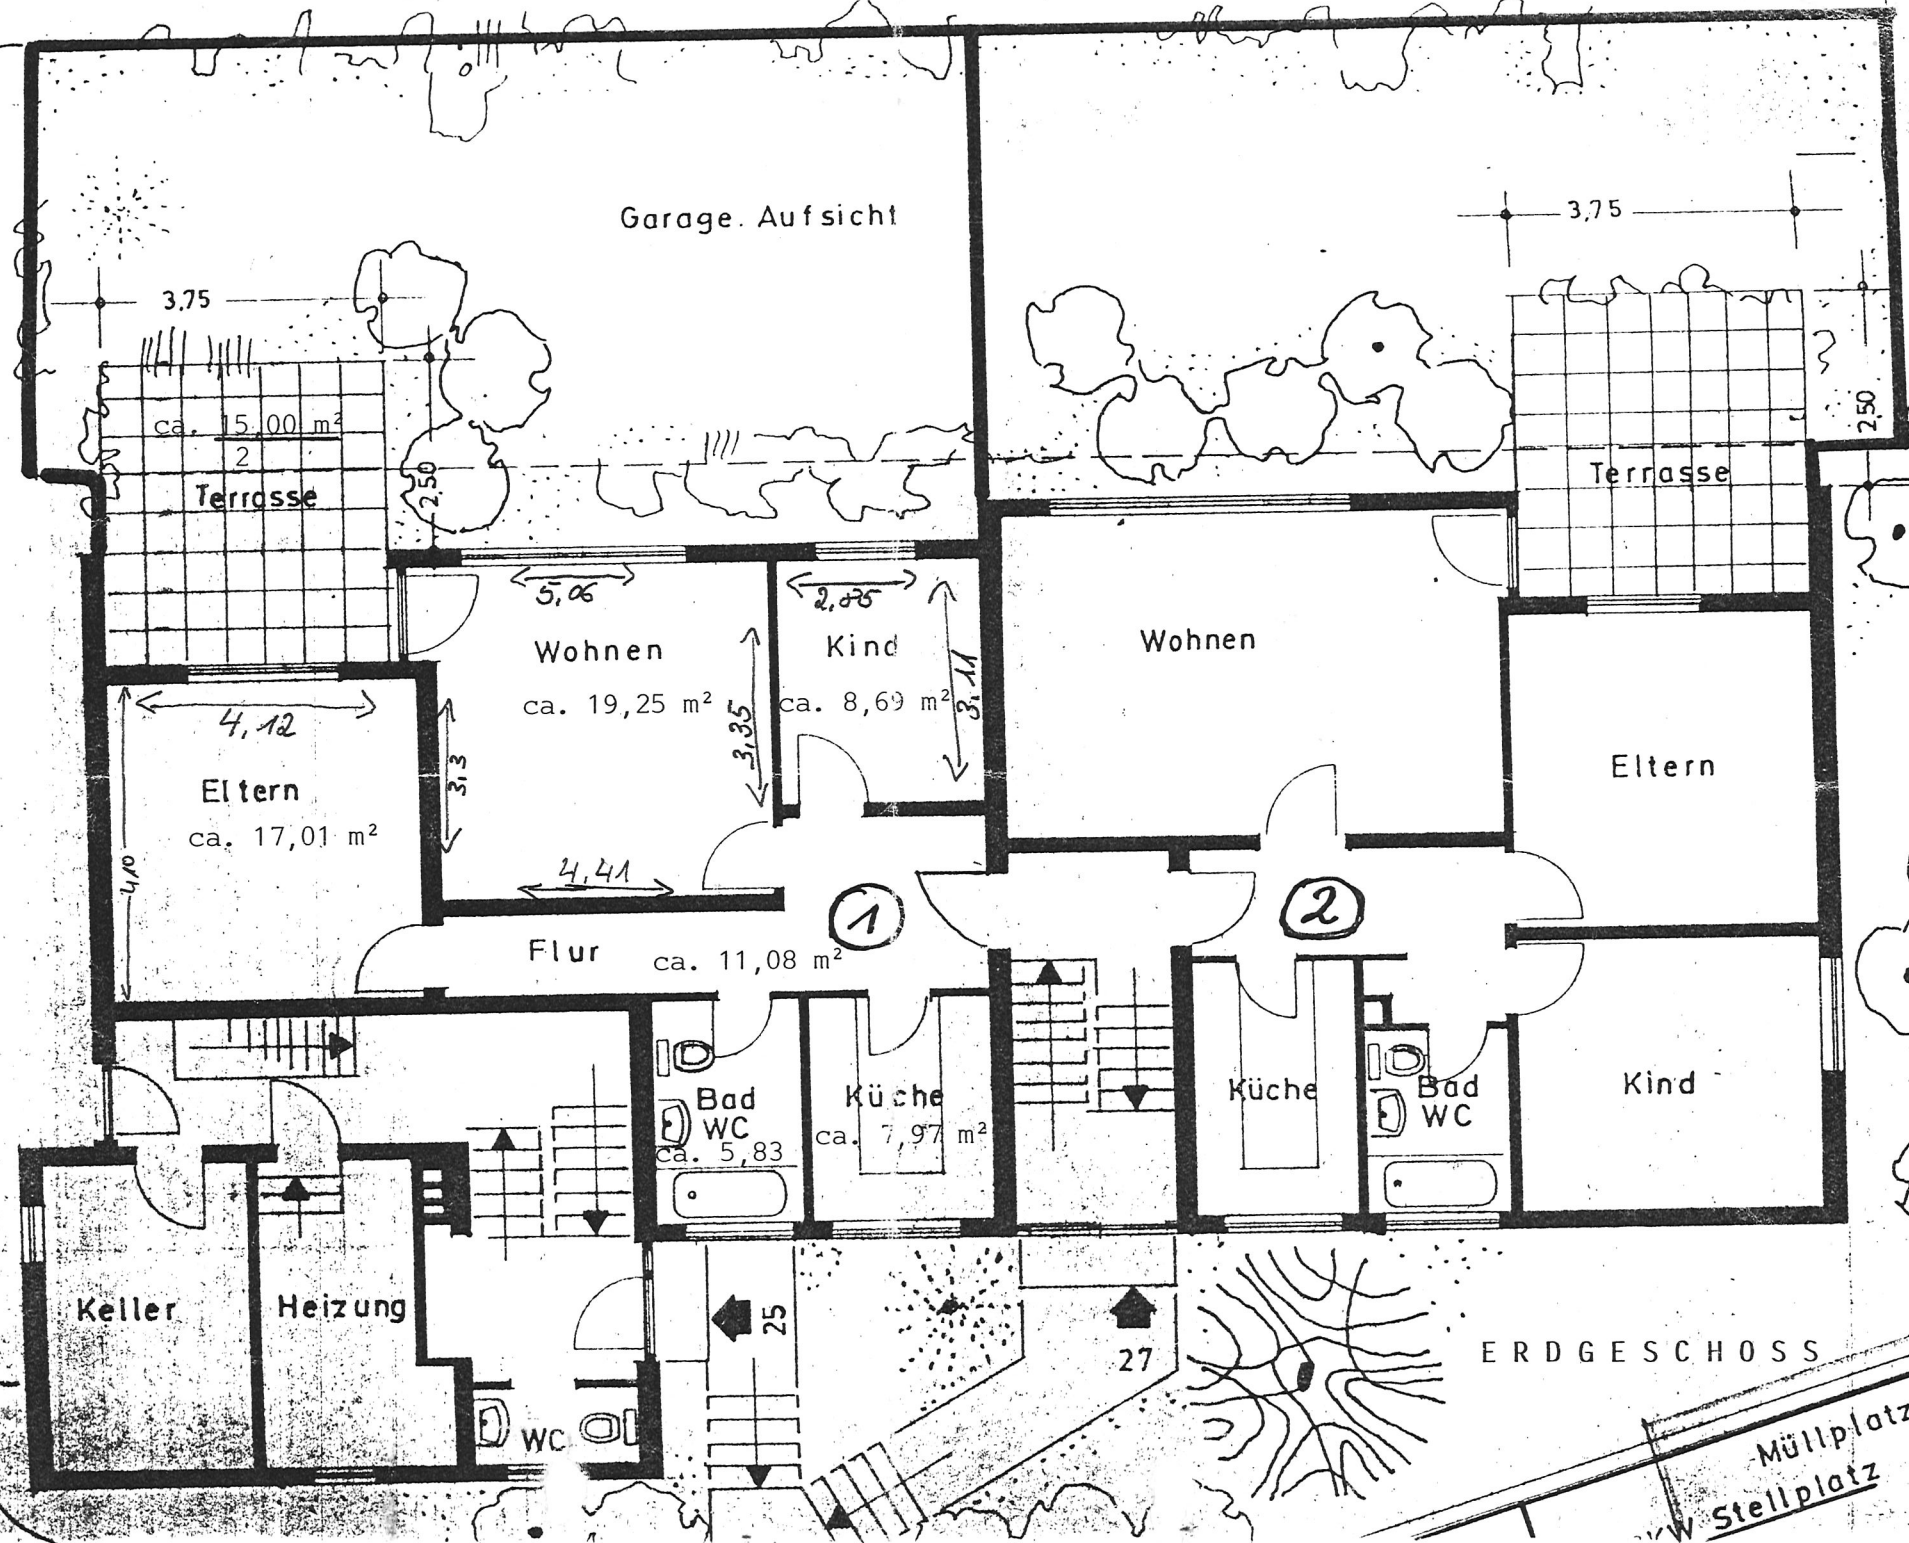 Garage. Aufsicht
3,75
3,75
ca. 15,00 m²
2
Terrasse
2,50
2,50
Terrasse
5,06
2,875
Wohnen
ca. 19,25 m²
Kind
ca. 8,69 m²
3,11
3,35
Wohnen
4,12
3,3
Eltern
ca. 17,01 m²
4,10
Eltern
4,41
1
2
Flur
ca. 11,08 m²
Bad
WC
ca. 5,83
Küche
ca. 7,97 m²
Küche
Bad
WC
Kind
Keller
Heizung
25
27
ERDGESCHOSS
WC
Müllplatz
Stellplatz